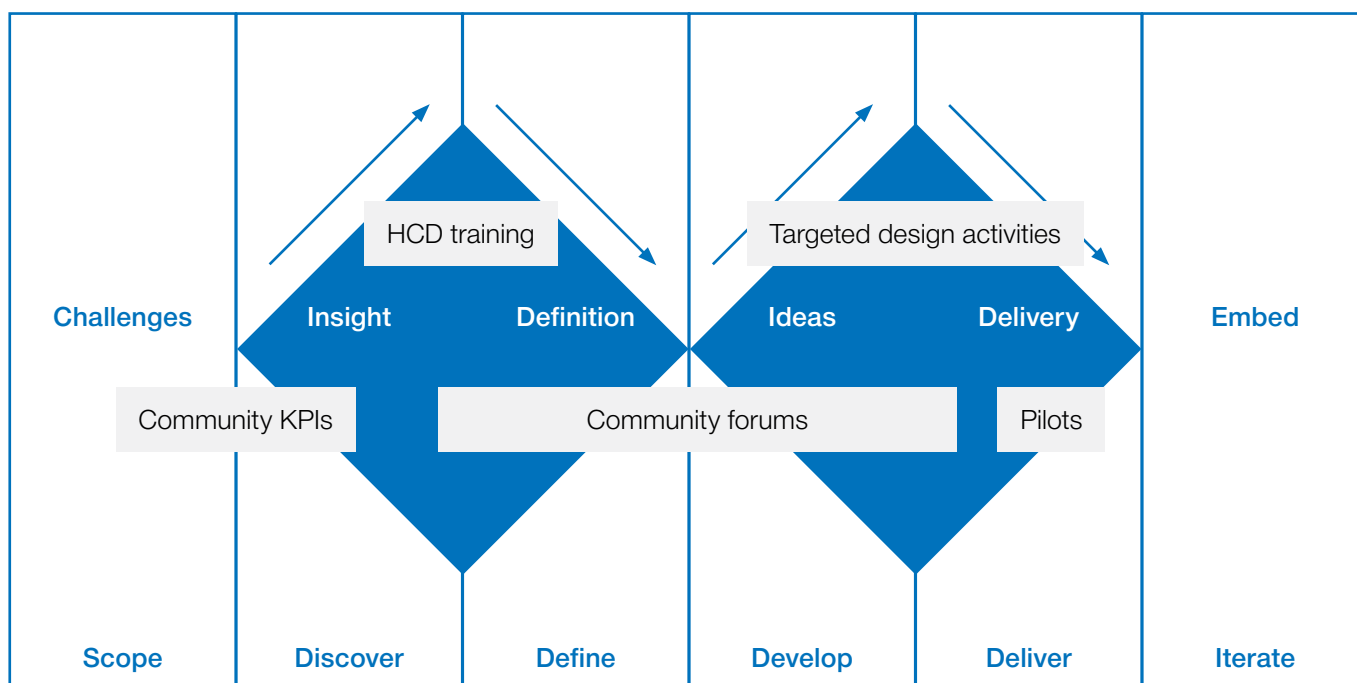 HCD training
Targeted design activities
Challenges
Insight
Definition
Ideas
Delivery
Embed
Community KPIs
Community forums
Pilots
Scope
Discover
Define
Develop
Deliver
Iterate